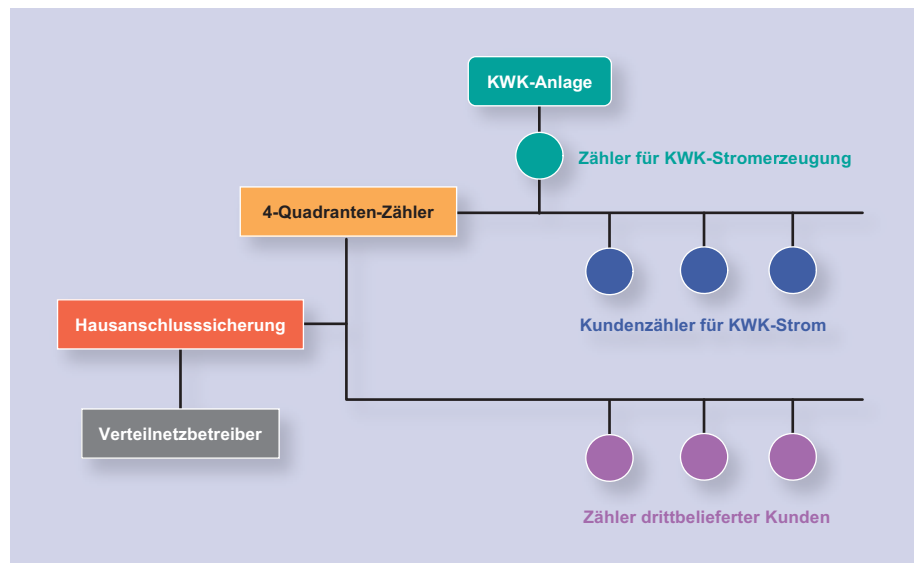 KWK-Anlage
Zähler für KWK-Stromerzeugung
4-Quadranten-Zähler
Hausanschlusssicherung
Kundenzähler für KWK-Strom
Verteilnetzbetreiber
Zähler drittbelieferter Kunden